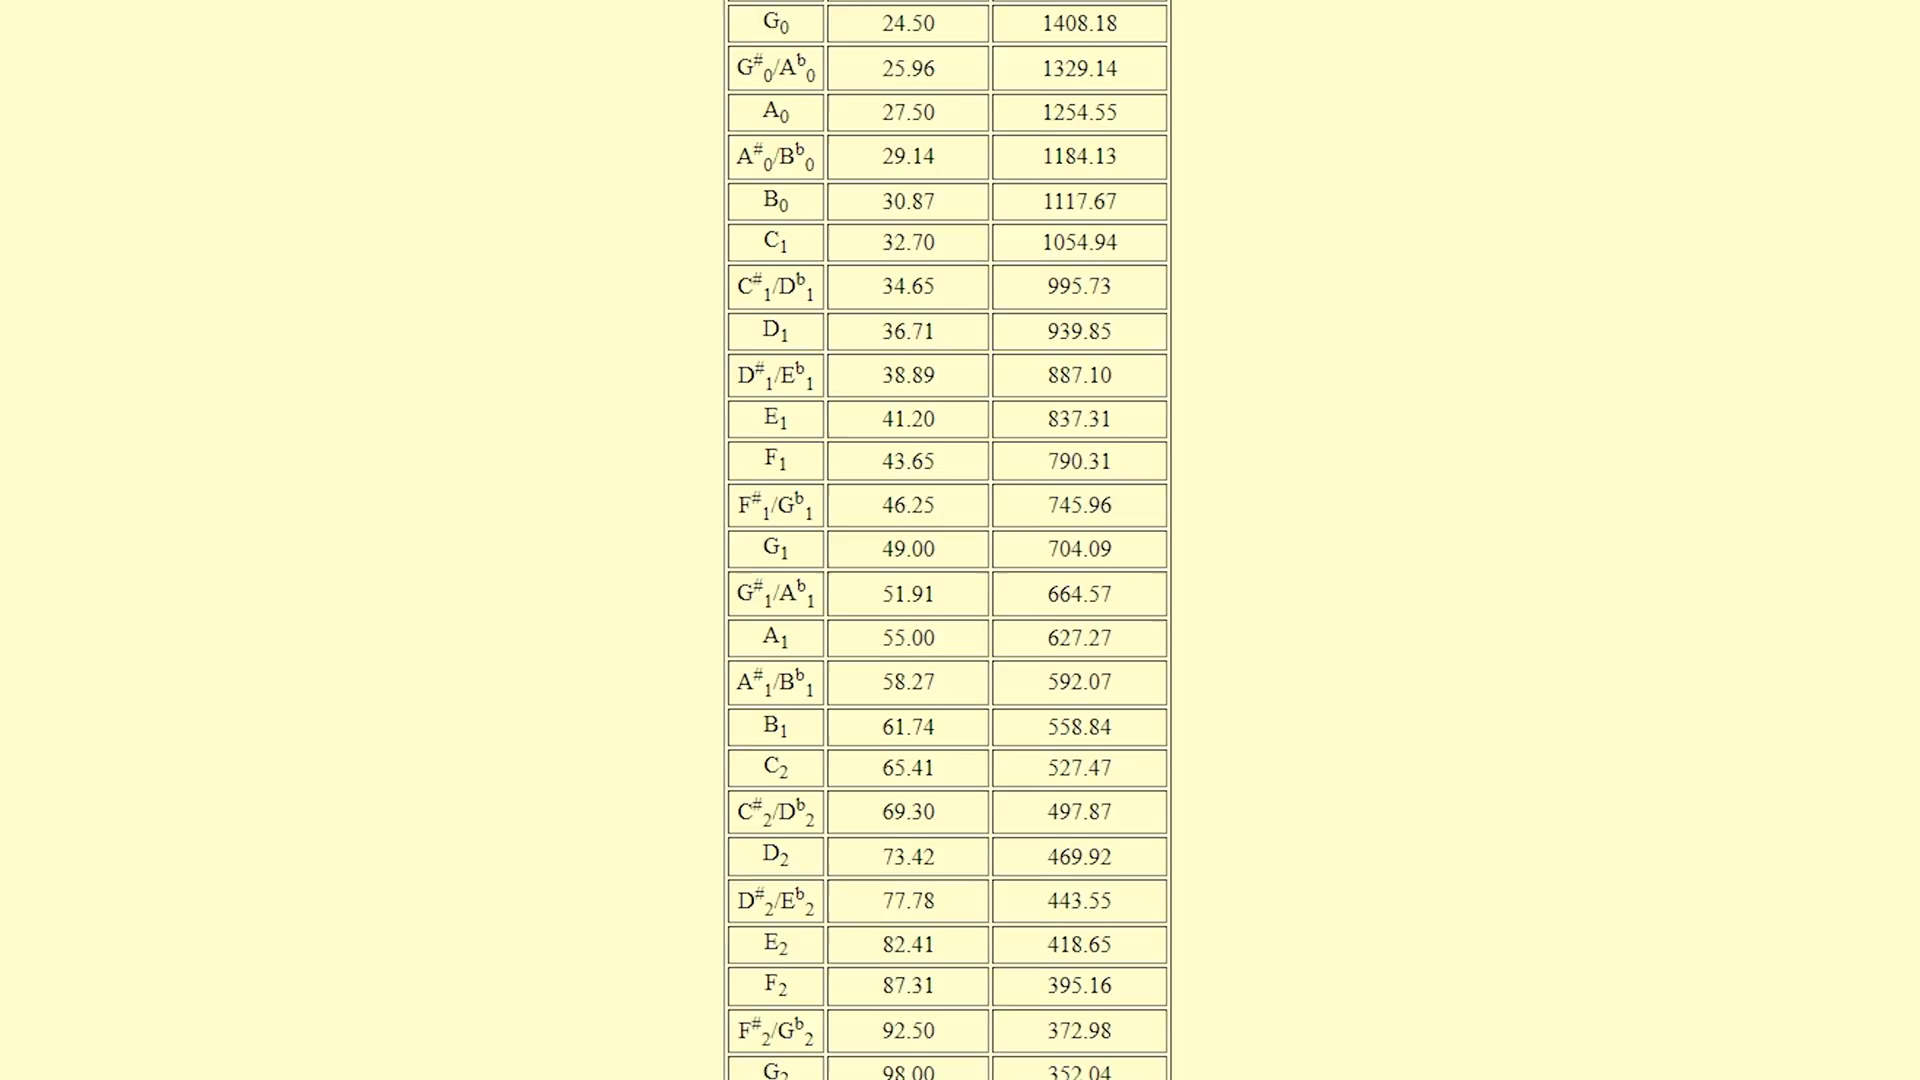 G0 24.50 1408.18
G#0/Ab0 25.96 1329.14
A0 27.50 1254.55
A#0/Bb0 29.14 1184.13
B0 30.87 1117.67
C1 32.70 1054.94
C#1/Db1 34.65 995.73
D1 36.71 939.85
D#1/Eb1 38.89 887.10
E1 41.20 837.31
F1 43.65 790.31
F#1/Gb1 46.25 745.96
G1 49.00 704.09
G#1/Ab1 51.91 664.57
A1 55.00 627.27
A#1/Bb1 58.27 592.07
B1 61.74 558.84
C2 65.41 527.47
C#2/Db2 69.30 497.87
D2 73.42 469.92
D#2/Eb2 77.78 443.55
E2 82.41 418.65
F2 87.31 395.16
F#2/Gb2 92.50 372.98
G2 98.00 352.04